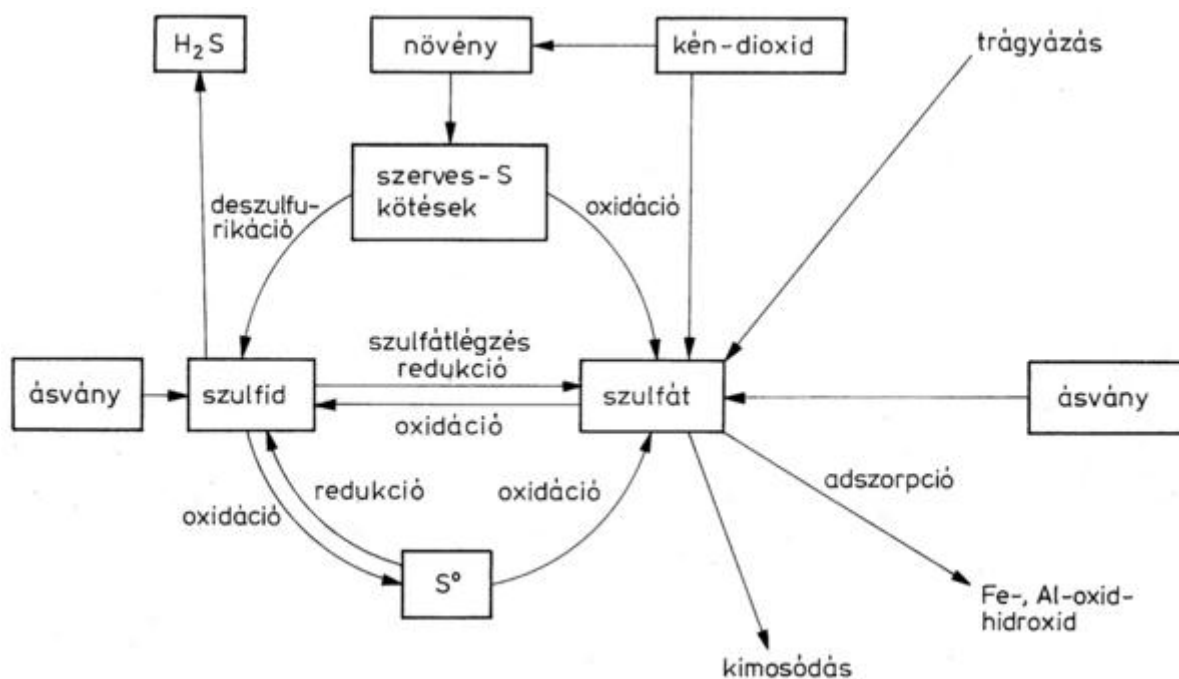 H₂S
növény
kén-dioxid
trágyázás
szerves-S
kötések
deszulfu-
rikáció
oxidáció
szulfátlégzés
redukció
ásvány
szulfid
szulfát
ásvány
oxidáció
redukció
oxidáció
oxidáció
adszorpció
S°
Fe-, Al-oxid-
hidroxid
kimosódás